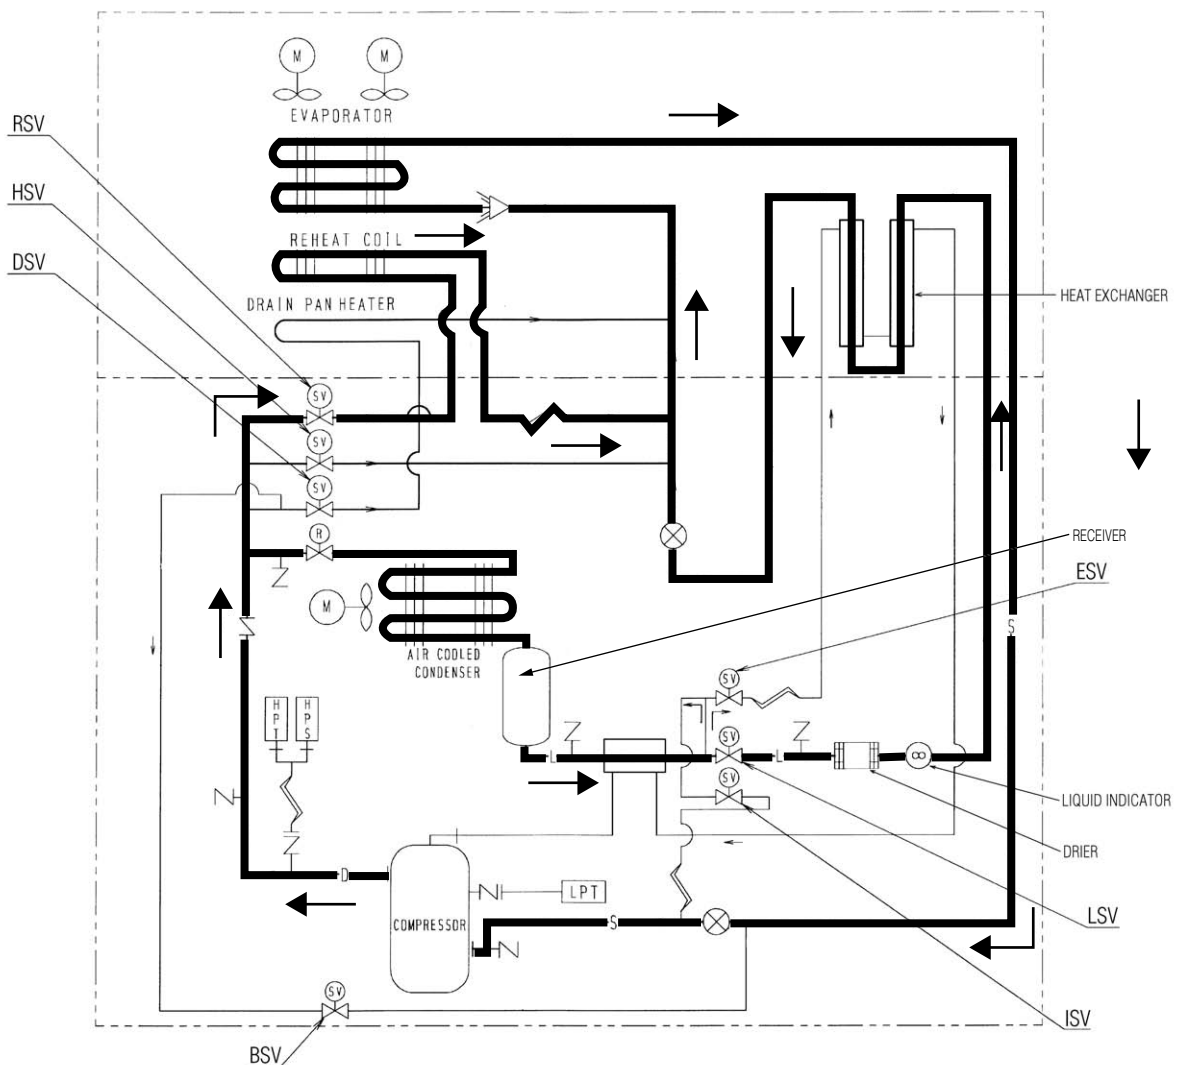 M
M
EVAPORATOR
RSV
HSV
REHEAT COIL
DSV
DRAIN PAN HEATER
HEAT EXCHANGER
SV
SV
SV
R
RECEIVER
ESV
M
S
AIR COOLED
CONDENSER
SV
HPT
HPS
SV
L
L
SV
LIQUID INDICATOR
DRIER
D
LPT
COMPRESSOR
S
LSV
SV
ISV
BSV